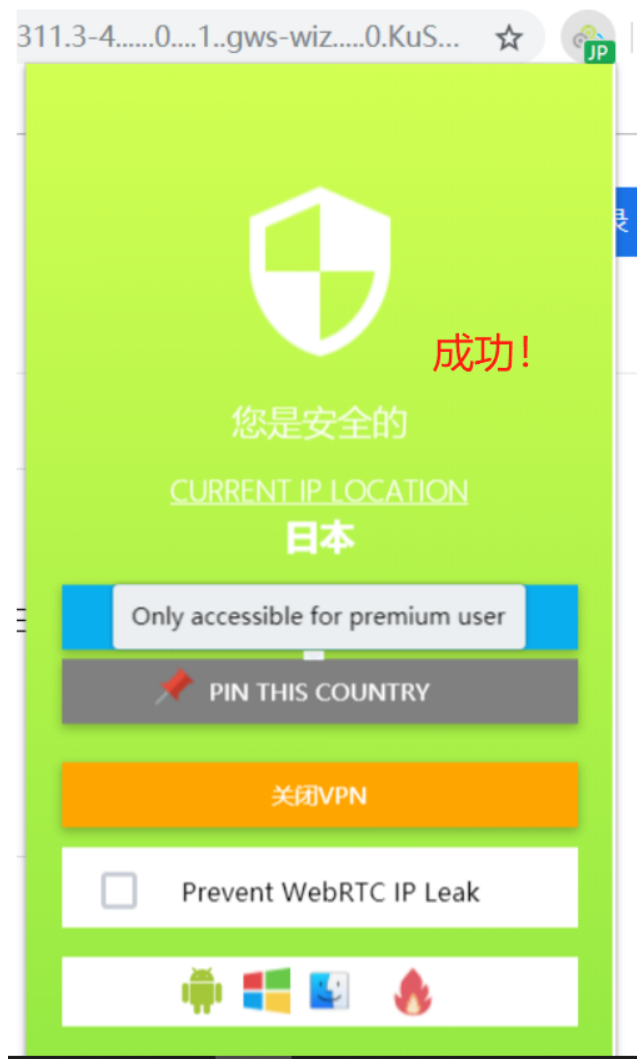 311.3-4......0....1..gws-wiz.....0.KuS...
JP
录
成功！
您是安全的
CURRENT IP LOCATION
日本
Only accessible for premium user
PIN THIS COUNTRY
关闭VPN
Prevent WebRTC IP Leak